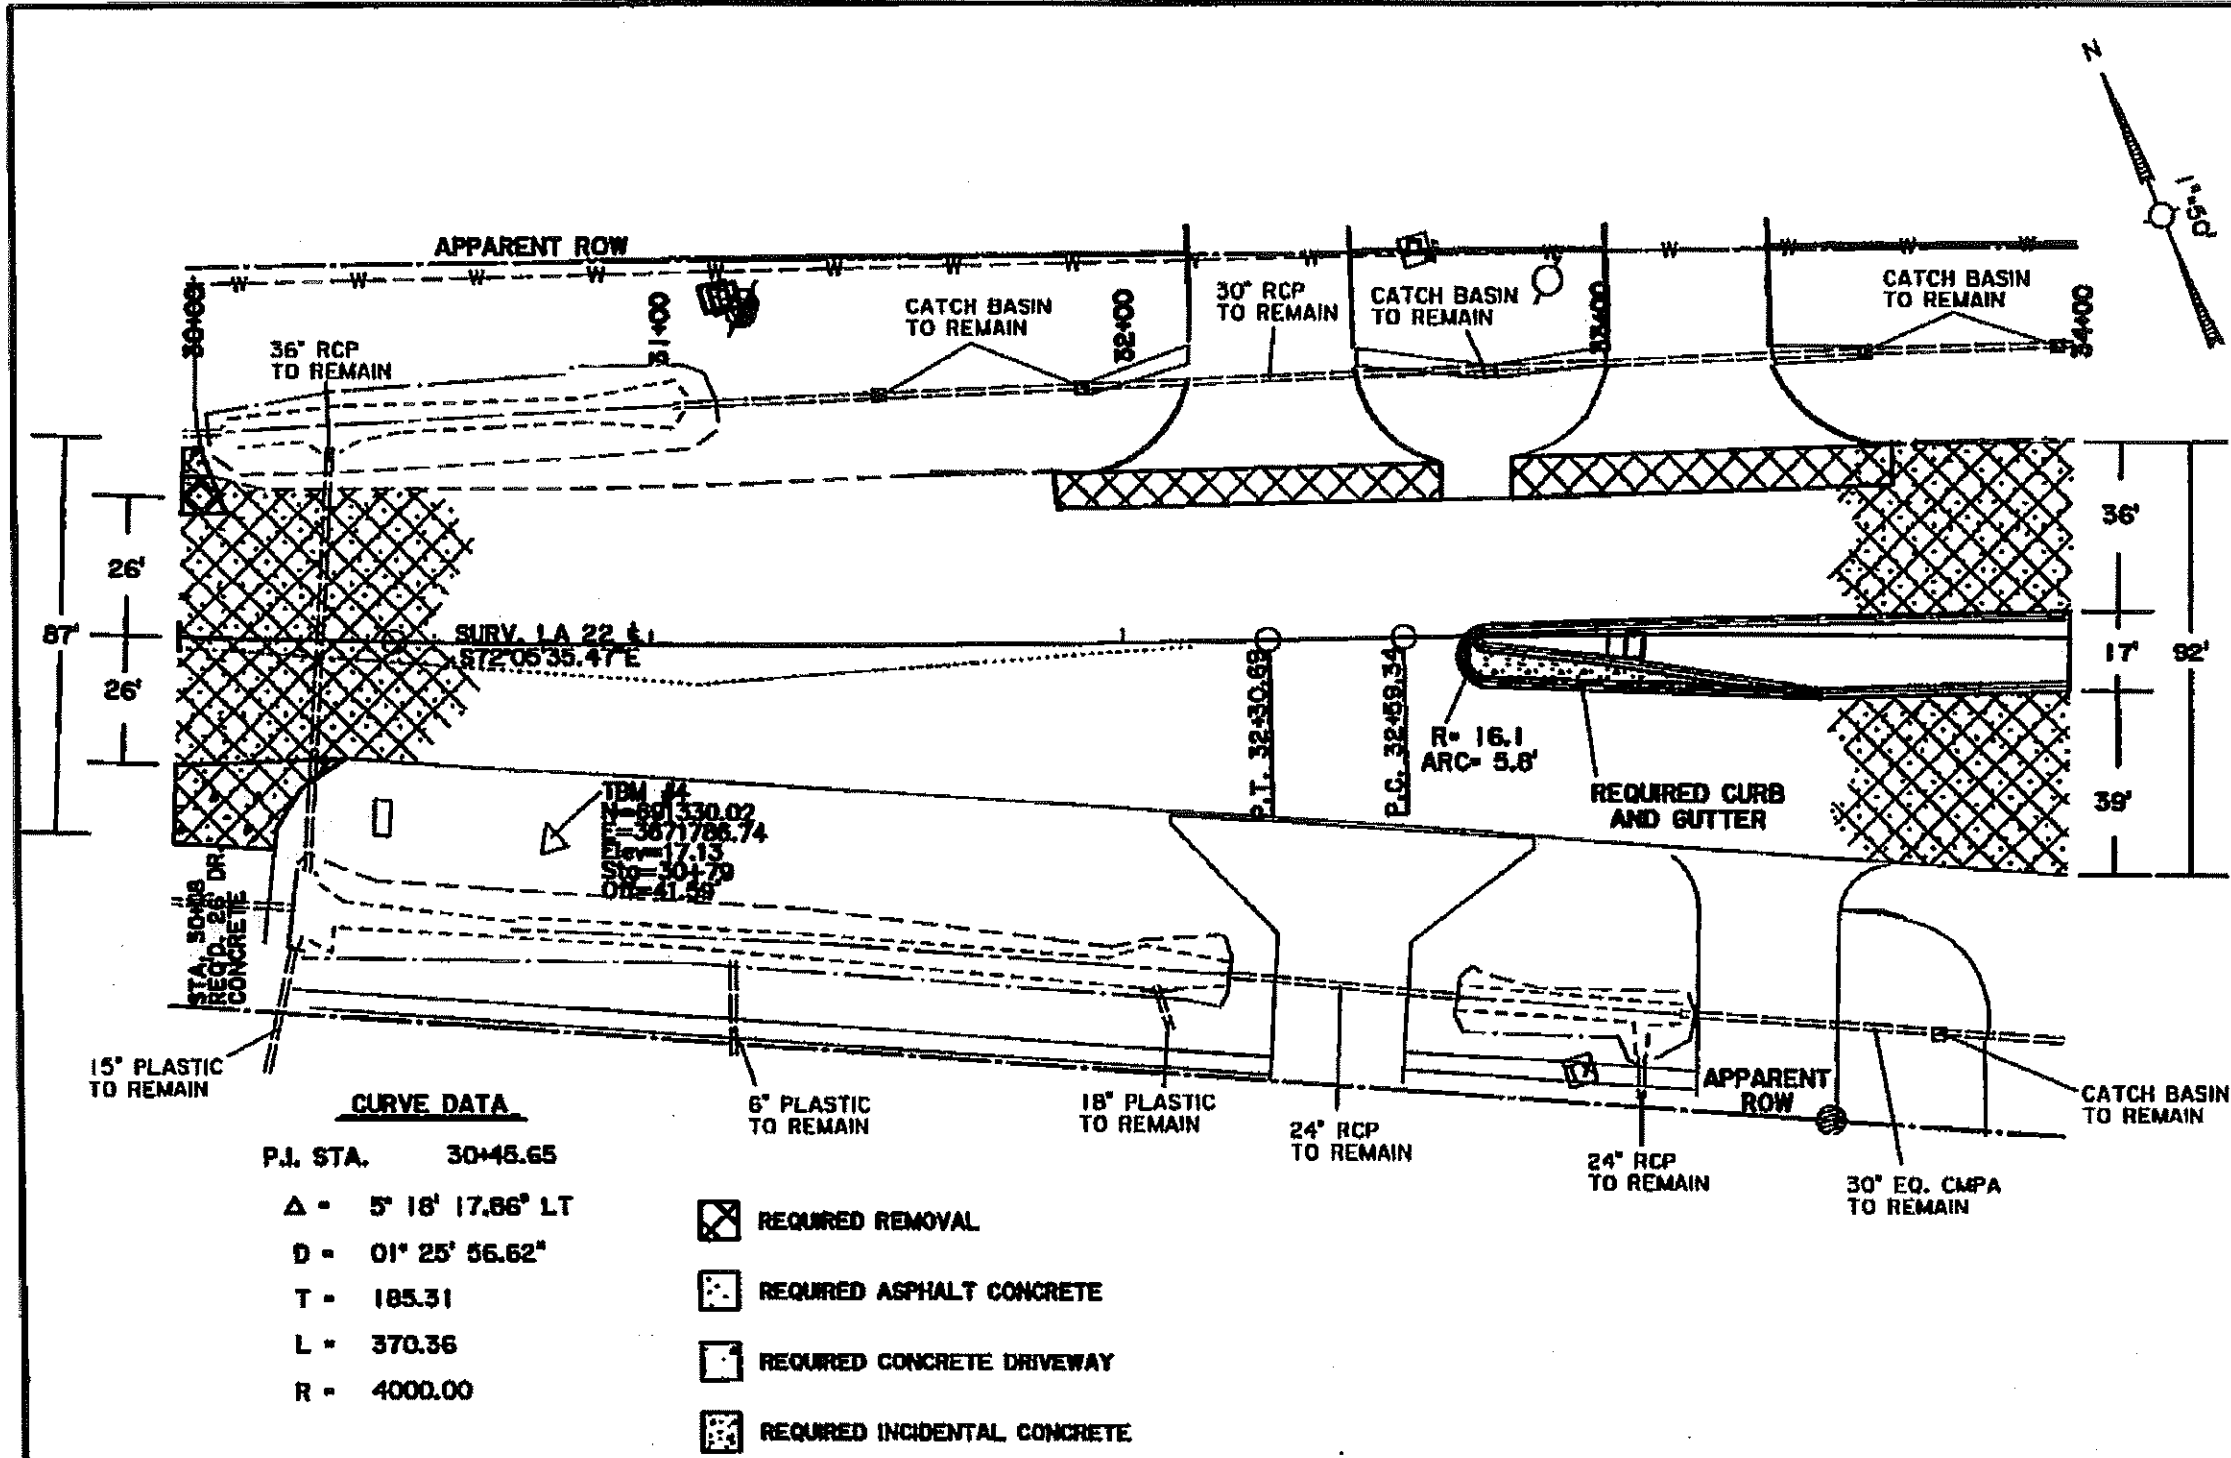 N
1"=50'
APPARENT ROW
W W W W W W W W W W W W W W W
30+00
31+00
32+00
33+00
34+00
36" RCP
TO REMAIN
CATCH BASIN
TO REMAIN
30" RCP
TO REMAIN
CATCH BASIN
TO REMAIN
CATCH BASIN
TO REMAIN
87'
26'
26'
36'
17'
92'
39'
SURV. LA 22 ℄
S72°05'35.47"E
P.T. 32+30.69
P.C. 32+59.34
R= 16.1
ARC= 5.8'
REQUIRED CURB
AND GUTTER
TBM #4
N=691330.02
E=3671786.74
Elev=17.13
Sta=30+79
Off=41.59'
STA. 30+08
REQ'D. 26' DR.
CONCRETE
15" PLASTIC
TO REMAIN
6" PLASTIC
TO REMAIN
18" PLASTIC
TO REMAIN
24" RCP
TO REMAIN
24" RCP
TO REMAIN
APPARENT
ROW
30" EQ. CMPA
TO REMAIN
CATCH BASIN
TO REMAIN
CURVE DATA
P.I. STA. 30+45.65
Δ = 5° 18' 17.86" LT
D = 01° 25' 56.62"
T = 185.31
L = 370.36
R = 4000.00
REQUIRED REMOVAL
REQUIRED ASPHALT CONCRETE
REQUIRED CONCRETE DRIVEWAY
REQUIRED INCIDENTAL CONCRETE